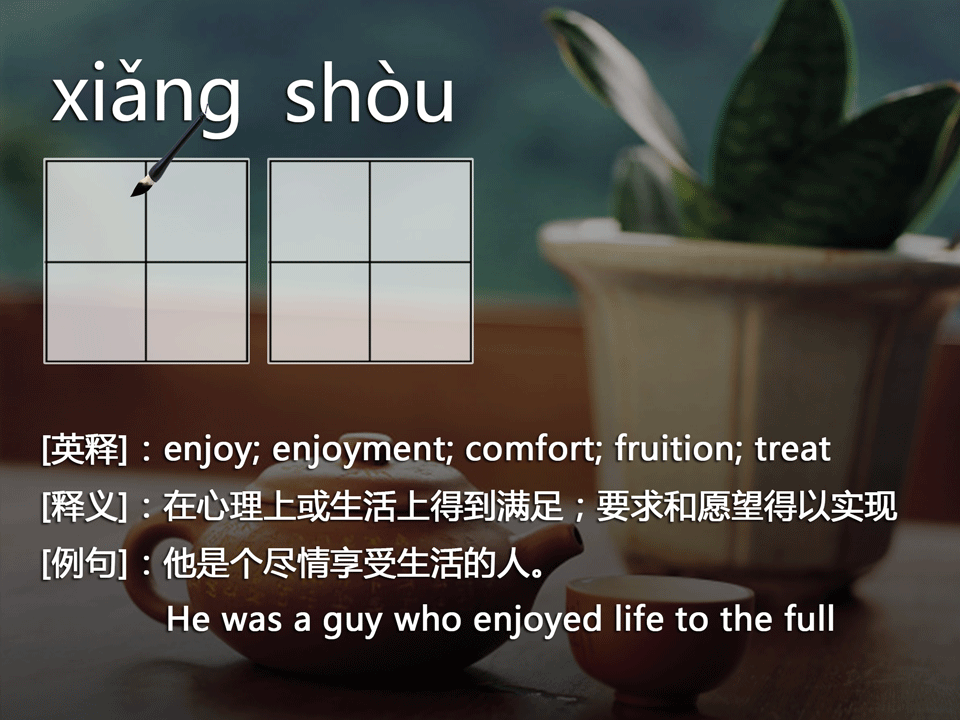 xiǎng shòu
[英释]：enjoy; enjoyment; comfort; fruition; treat
[释义]：在心理上或生活上得到满足；要求和愿望得以实现
[例句]：他是个尽情享受生活的人。
He was a guy who enjoyed life to the full